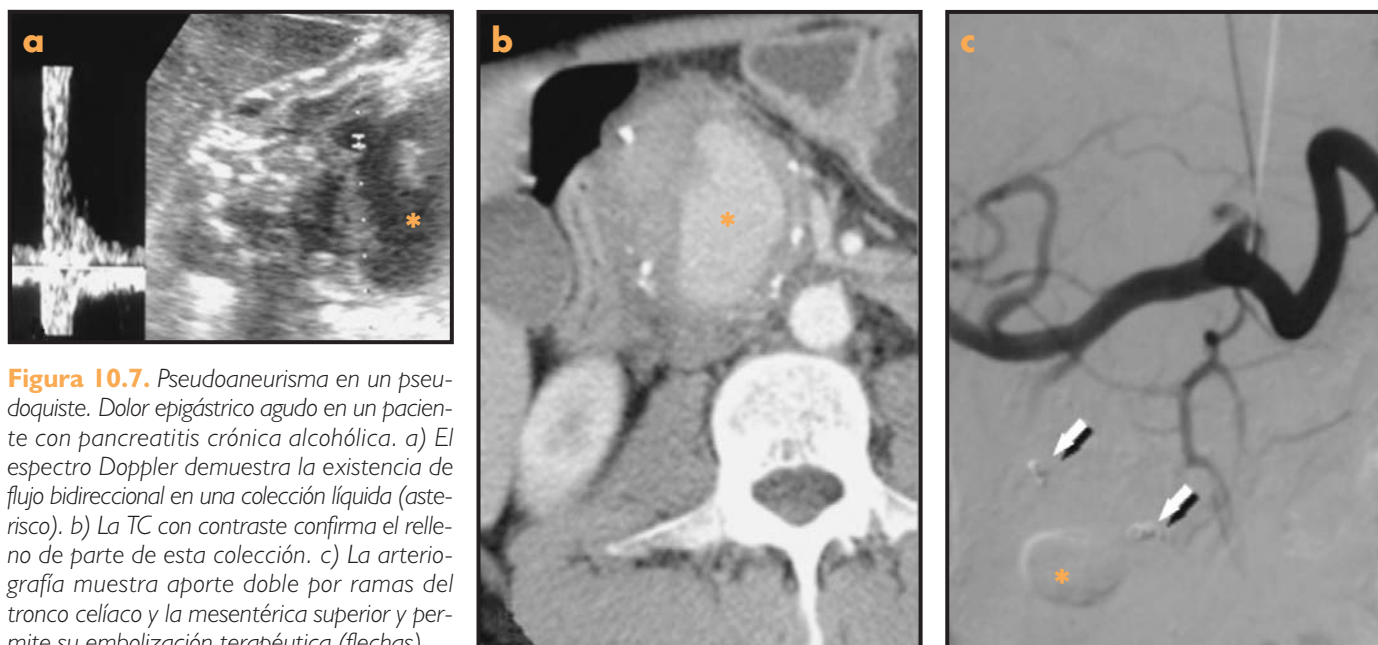 a
b
c
Figura 10.7. Pseudoaneurisma en un pseu-
doquiste. Dolor epigástrico agudo en un pacien-
te con pancreatitis crónica alcohólica. a) El
espectro Doppler demuestra la existencia de
flujo bidireccional en una colección líquida (aste-
risco). b) La TC con contraste confirma el relle-
no de parte de esta colección. c) La arterio-
grafía muestra aporte doble por ramas del
tronco celíaco y la mesentérica superior y per-
mite su embolización terapéutica (flechas)